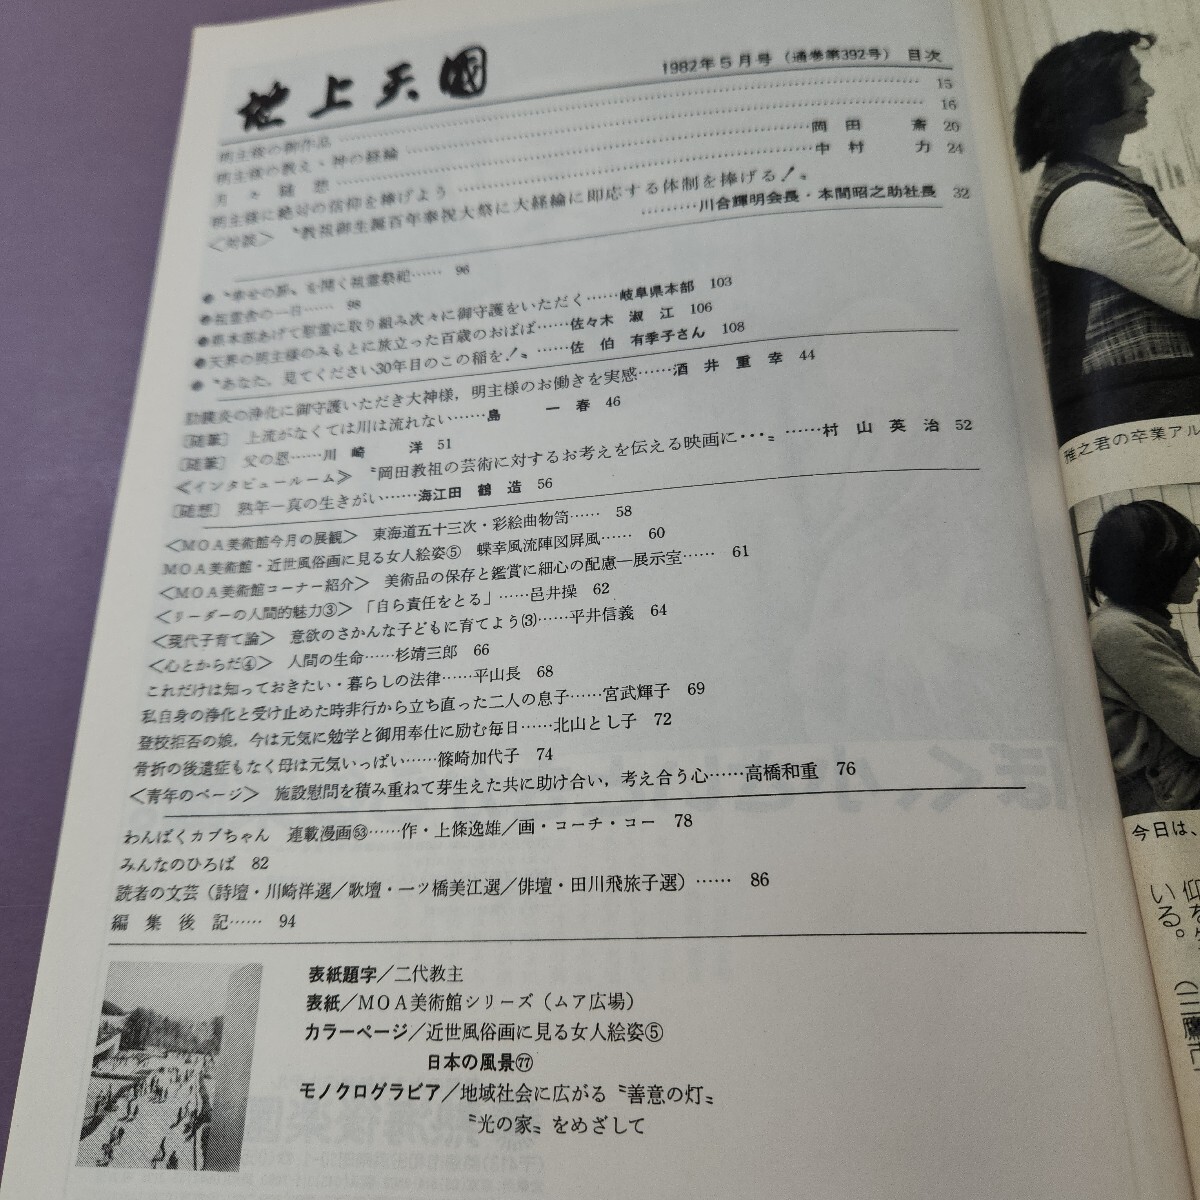 地上天國
1982年5月号（通巻第392号） 目次
明主様の御作品 15
明主様の教え・神の経綸 16
月々随想 岡田 斎 20
明主様に絶対の信仰を捧げよう 中村 力 24
＜対談＞ 〝教祖御生誕百年奉祝大祭に大経綸に即応する体制を捧げる！〟
………川合輝明会長・本間昭之助社長 32
●〝幸せの扉〟を開く祖霊祭祀…… 96
●祖霊舎の一日…… 98
●県本部あげて慰霊に取り組み次々に御守護をいただく……岐阜県本部 103
●天界の明主様のみもとに旅立った百歳のおばば……佐々木 淑江 106
●〝あなた，見てください30年目のこの稲を！〟……佐伯 有季子さん 108
肋膜炎の浄化に御守護いただき大神様，明主様のお働きを実感……酒井重幸 44
〔随筆〕 上流がなくては川は流れない……島 一春 46
〔随筆〕 父の恩……川崎 洋 51
≪インタビュールーム≫ 〝岡田教祖の芸術に対するお考えを伝える映画に・・・〟……村山英治 52
〔随想〕 熟年－真の生きがい……海江田 鶴造 56
＜MOA美術館今月の展観＞ 東海道五十三次・彩絵曲物笥…… 58
MOA美術館・近世風俗画に見る女人絵姿⑤ 蝶幸風流陣図屏風…… 60
＜MOA美術館コーナー紹介＞ 美術品の保存と鑑賞に細心の配慮―展示室…… 61
＜リーダーの人間的魅力③＞ 「自ら責任をとる」……邑井操 62
＜現代子育て論＞ 意欲のさかんな子どもに育てよう(3)……平井信義 64
＜心とからだ④＞ 人間の生命……杉靖三郎 66
これだけは知っておきたい・暮らしの法律……平山長 68
私自身の浄化と受け止めた時非行から立ち直った二人の息子……宮武輝子 69
登校拒否の娘，今は元気に勉学と御用奉仕に励む毎日……北山とし子 72
骨折の後遺症もなく母は元気いっぱい……篠崎加代子 74
＜青年のページ＞ 施設慰問を積み重ねて芽生えた共に助け合い，考え合う心……高橋和重 76
わんぱくカブちゃん 連載漫画㊳……作・上條逸雄／画・コーチ・コー 78
みんなのひろば 82
読者の文芸（詩壇・川崎洋選／歌壇・一ツ橋美江選／俳壇・田川飛旅子選）…… 86
編集後記…… 94
表紙題字／二代教主
表紙／MOA美術館シリーズ（ムア広場）
カラーページ／近世風俗画に見る女人絵姿⑤
日本の風景㊆
モノクログラビア／地域社会に広がる〝善意の灯〟
〝光の家〟をめざして
雅之君の卒業アル
今日は、
いる。